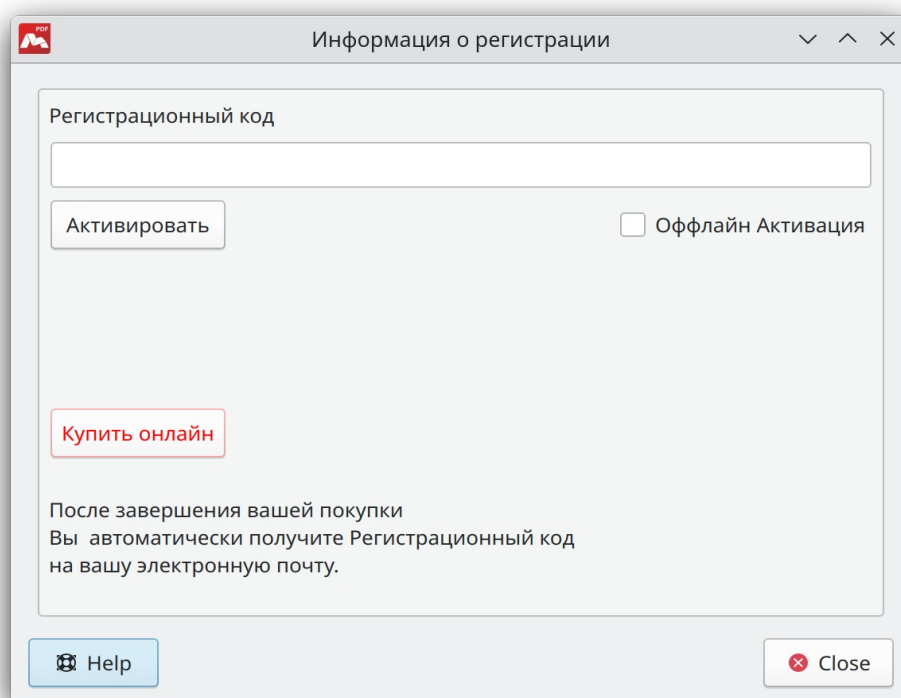 PDF
Информация о регистрации
Регистрационный код
Активировать
Оффлайн Активация
Купить онлайн
После завершения вашей покупки
Вы  автоматически получите Регистрационный код
на вашу электронную почту.
Help
Close